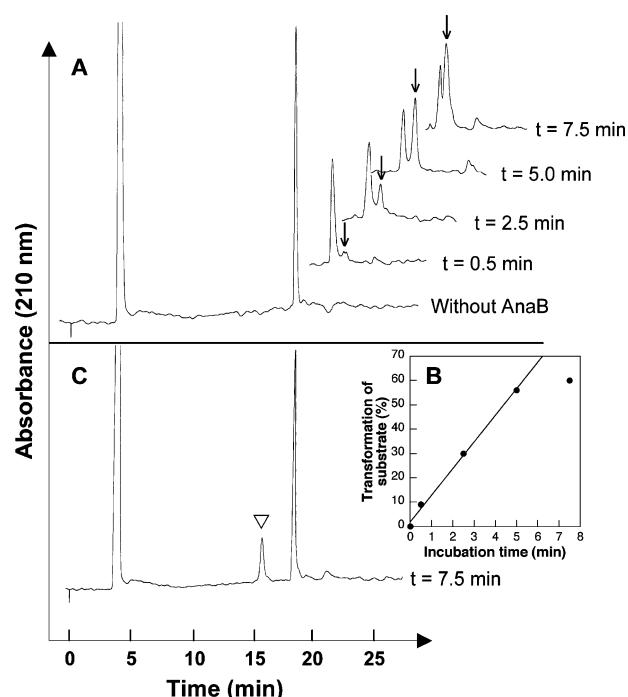 A
t = 7.5 min
t = 5.0 min
t = 2.5 min
t = 0.5 min
Without AnaB
Absorbance (210 nm)
C
B
Transformation of
substrate (%)
70
60
50
40
30
20
10
0
0 1 2 3 4 5 6 7 8
Incubation time (min)
t = 7.5 min
0 5 10 15 20 25
Time (min)